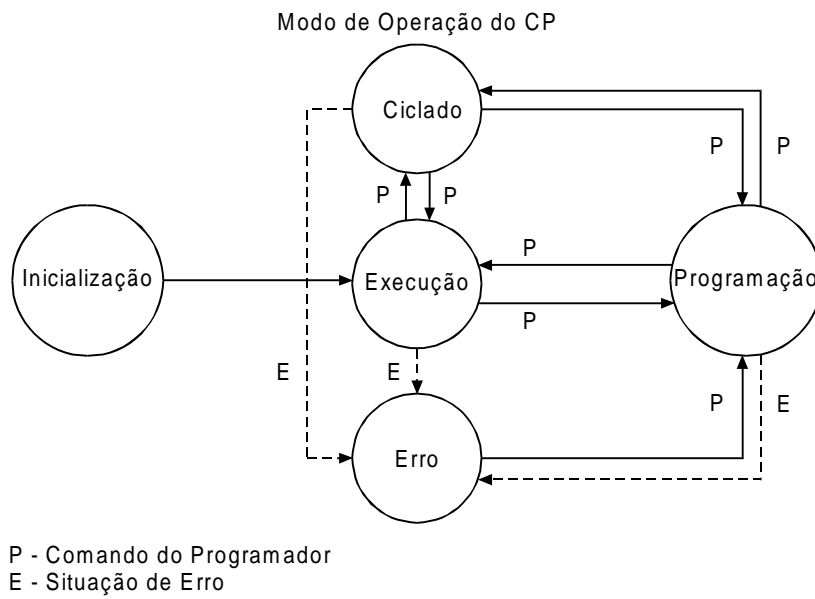 Modo de Operação do CP
Ciclado
P
P
P
P
Inicialização
Execução
P
P
Programação
E
E
P
E
Erro
P - Comando do Programador
E - Situação de Erro